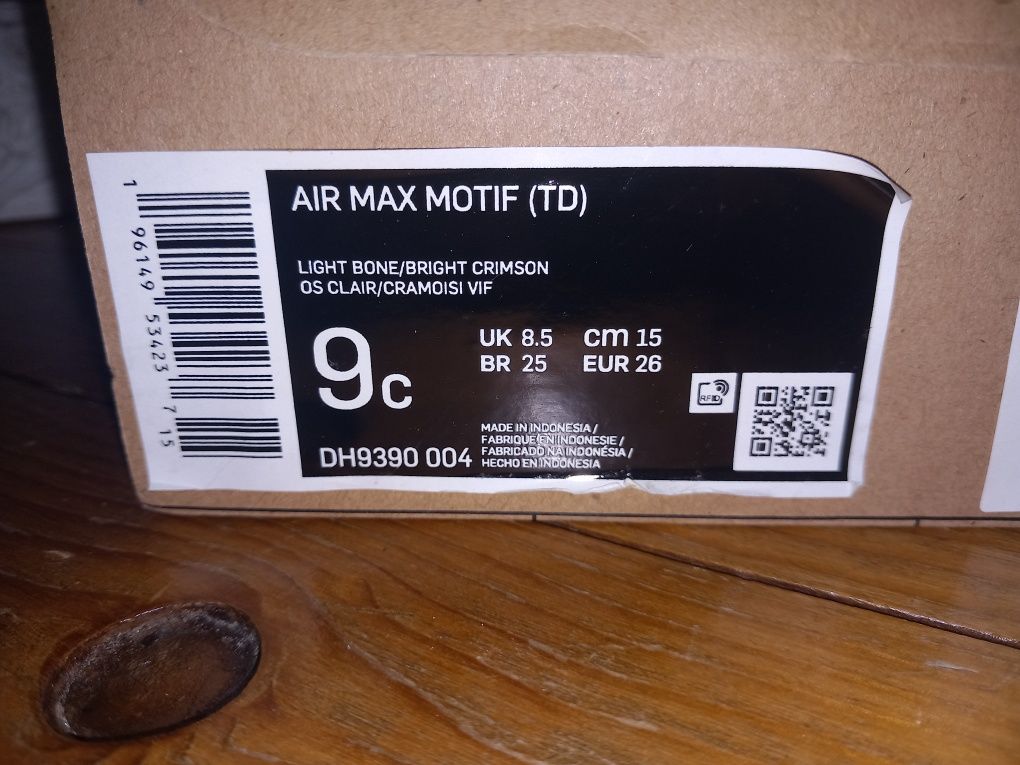 1 96149 53423 7 15
AIR MAX MOTIF (TD)
LIGHT BONE/BRIGHT CRIMSON
OS CLAIR/CRAMOISI VIF
9C
UK 8.5 cm 15
BR 25 EUR 26
RFID
MADE IN INDONESIA /
FABRIQUE EN INDONESIE /
FABRICADO NA INDONÉSIA /
HECHO EN INDONESIA
DH9390 004